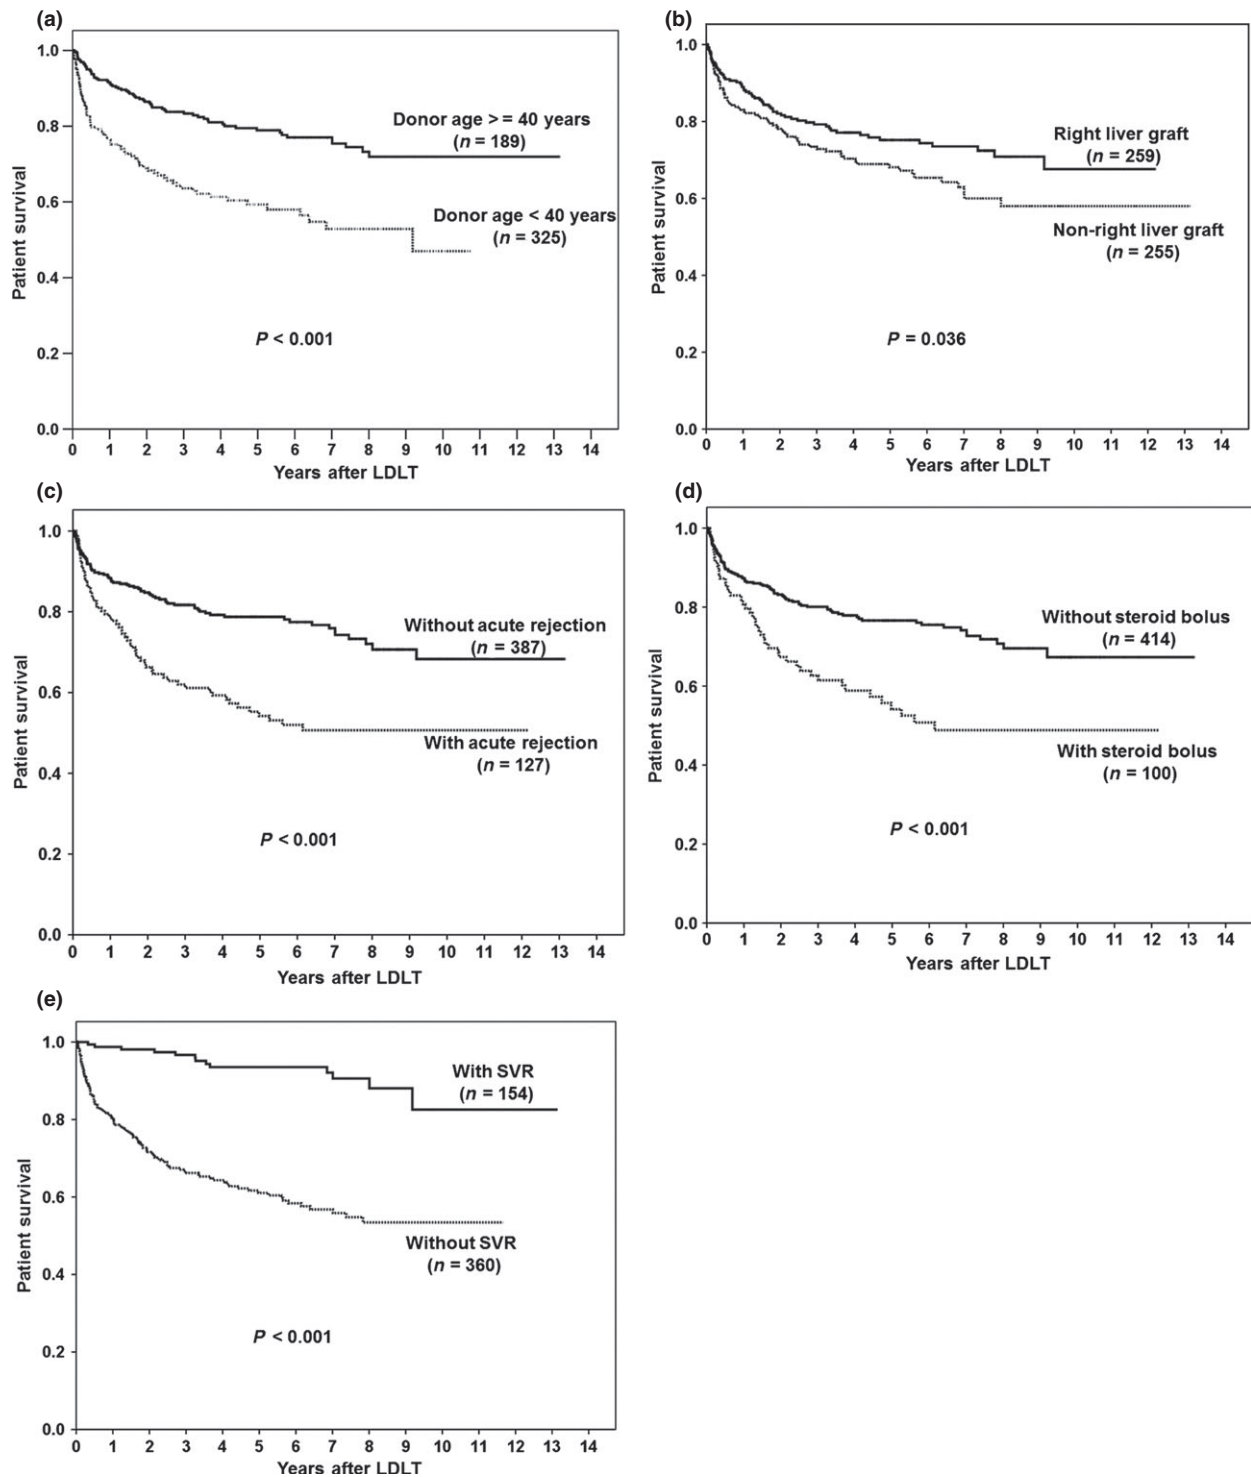 (a)
1.0
0.8
0.6
0.4
0.2
0.0
Patient survival
Donor age >= 40 years
(n = 189)
Donor age < 40 years
(n = 325)
P < 0.001
0 1 2 3 4 5 6 7 8 9 10 11 12 13 14
Years after LDLT
(b)
1.0
0.8
0.6
0.4
0.2
0.0
Patient survival
Right liver graft
(n = 259)
Non-right liver graft
(n = 255)
P = 0.036
0 1 2 3 4 5 6 7 8 9 10 11 12 13 14
Years after LDLT
(c)
1.0
0.8
0.6
0.4
0.2
0.0
Patient survival
Without acute rejection
(n = 387)
With acute rejection
(n = 127)
P < 0.001
0 1 2 3 4 5 6 7 8 9 10 11 12 13 14
Years after LDLT
(d)
1.0
0.8
0.6
0.4
0.2
0.0
Patient survival
Without steroid bolus
(n = 414)
With steroid bolus
(n = 100)
P < 0.001
0 1 2 3 4 5 6 7 8 9 10 11 12 13 14
Years after LDLT
(e)
1.0
0.8
0.6
0.4
0.2
0.0
Patient survival
With SVR
(n = 154)
Without SVR
(n = 360)
P < 0.001
0 1 2 3 4 5 6 7 8 9 10 11 12 13 14
Years after LDLT